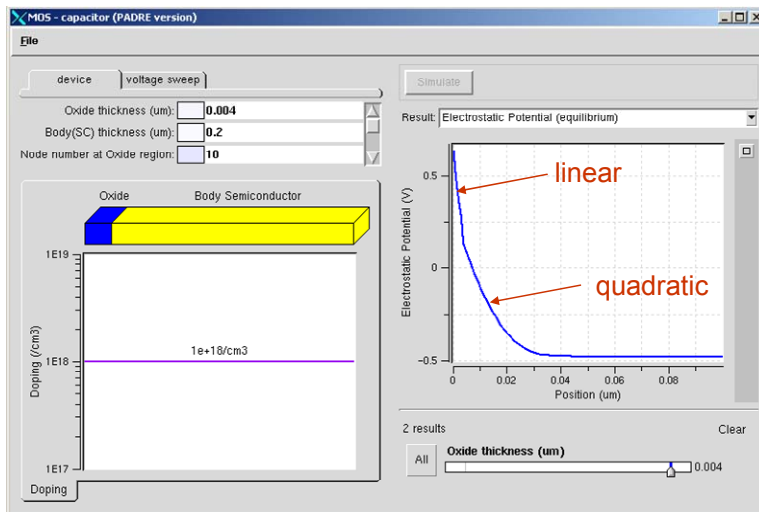 MOS - capacitor (PADRE version)
File
device voltage sweep
Oxide thickness (um): 0.004
Body(SC) thickness (um): 0.2
Node number at Oxide region: 10
Oxide Body Semiconductor
1E19
1E18
1E17
Doping (/cm3)
1e+18/cm3
Doping
Simulate
Result: Electrostatic Potential (equilibrium)
linear
quadratic
Electrostatic Potential (V)
0.5
0
-0.5
0 0.02 0.04 0.06 0.08
Position (um)
2 results Clear
All Oxide thickness (um)
0.004